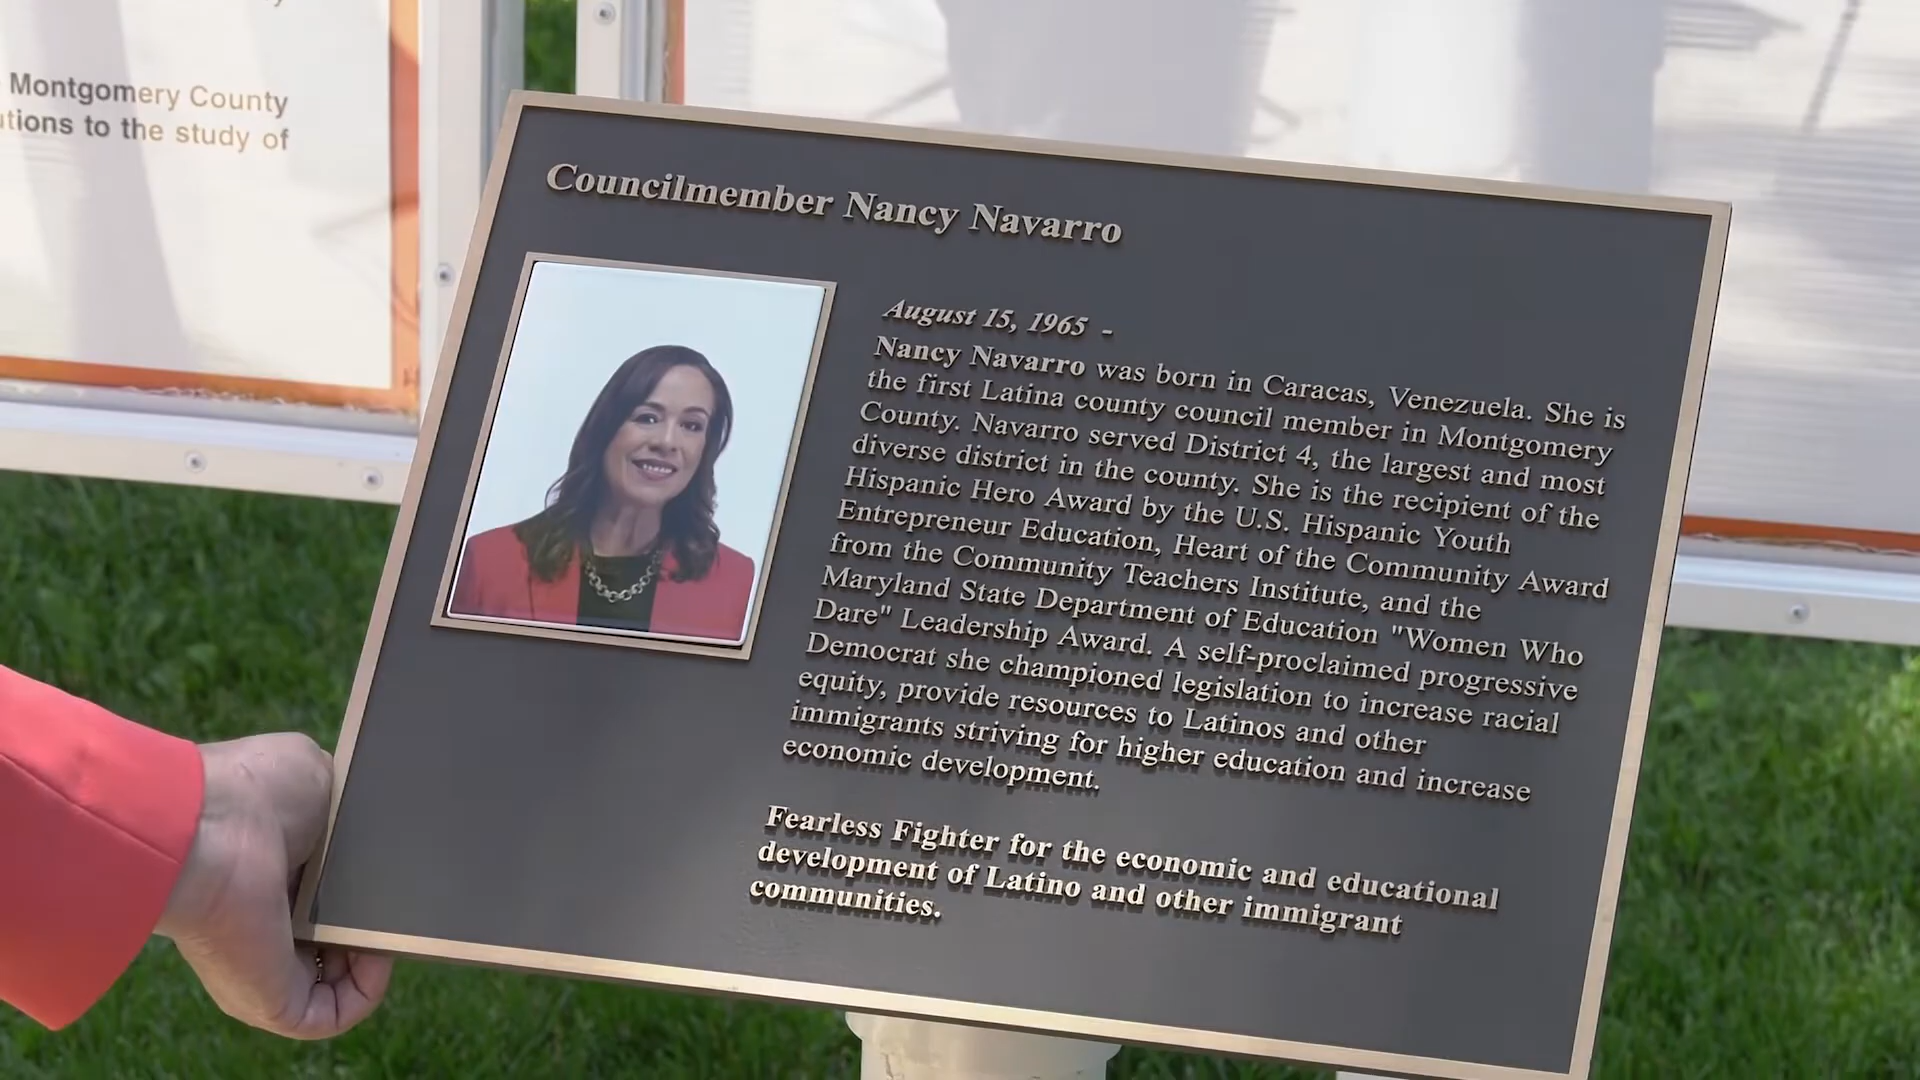 Montgomery County
to the study of
Councilmember Nancy Navarro
August 15, 1965 -
Nancy Navarro was born in Caracas, Venezuela. She is
the first Latina county council member in Montgomery
County. Navarro served District 4, the largest and most
diverse district in the county. She is the recipient of the
Hispanic Hero Award by the U.S. Hispanic Youth
Entrepreneur Education, Heart of the Community Award
from the Community Teachers Institute, and the
Maryland State Department of Education "Women Who
Dare" Leadership Award. A self-proclaimed progressive
Democrat she championed legislation to increase racial
equity, provide resources to Latinos and other
immigrants striving for higher education and increase
economic development.
Fearless Fighter for the economic and educational
development of Latino and other immigrant
communities.